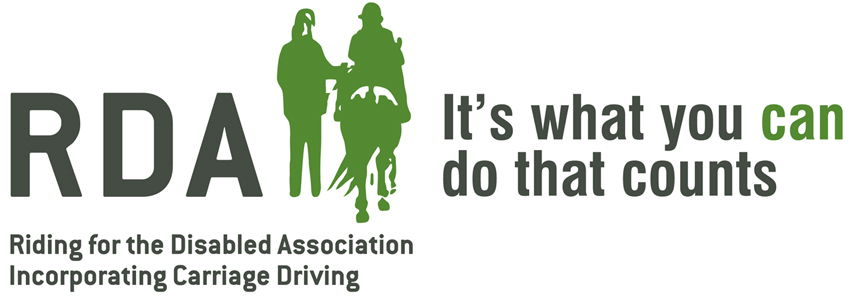 RDA
Riding for the Disabled Association
Incorporating Carriage Driving
It's what you can
do that counts